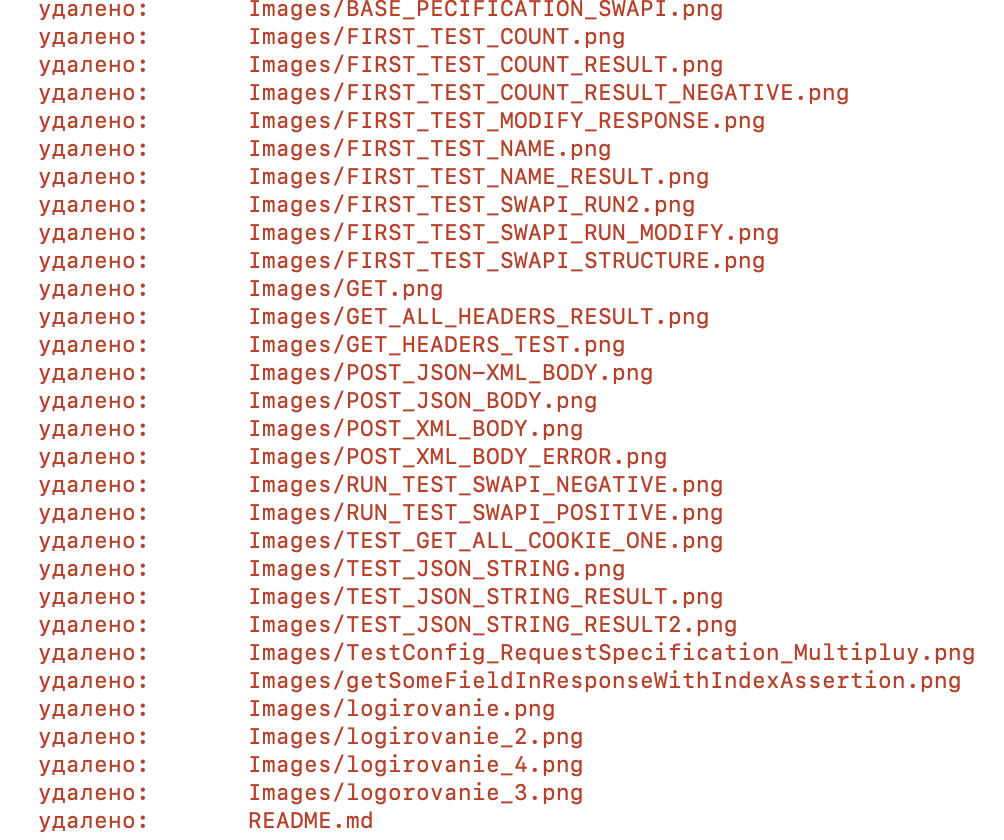 удалено: Images/BASE_PECIFICATION_SWAPI.png
удалено: Images/FIRST_TEST_COUNT.png
удалено: Images/FIRST_TEST_COUNT_RESULT.png
удалено: Images/FIRST_TEST_COUNT_RESULT_NEGATIVE.png
удалено: Images/FIRST_TEST_MODIFY_RESPONSE.png
удалено: Images/FIRST_TEST_NAME.png
удалено: Images/FIRST_TEST_NAME_RESULT.png
удалено: Images/FIRST_TEST_SWAPI_RUN2.png
удалено: Images/FIRST_TEST_SWAPI_RUN_MODIFY.png
удалено: Images/FIRST_TEST_SWAPI_STRUCTURE.png
удалено: Images/GET.png
удалено: Images/GET_ALL_HEADERS_RESULT.png
удалено: Images/GET_HEADERS_TEST.png
удалено: Images/POST_JSON-XML_BODY.png
удалено: Images/POST_JSON_BODY.png
удалено: Images/POST_XML_BODY.png
удалено: Images/POST_XML_BODY_ERROR.png
удалено: Images/RUN_TEST_SWAPI_NEGATIVE.png
удалено: Images/RUN_TEST_SWAPI_POSITIVE.png
удалено: Images/TEST_GET_ALL_COOKIE_ONE.png
удалено: Images/TEST_JSON_STRING.png
удалено: Images/TEST_JSON_STRING_RESULT.png
удалено: Images/TEST_JSON_STRING_RESULT2.png
удалено: Images/TestConfig_RequestSpecification_Multipluy.png
удалено: Images/getSomeFieldInResponseWithIndexAssertion.png
удалено: Images/logirovanie.png
удалено: Images/logirovanie_2.png
удалено: Images/logirovanie_4.png
удалено: Images/logorovanie_3.png
удалено: README.md